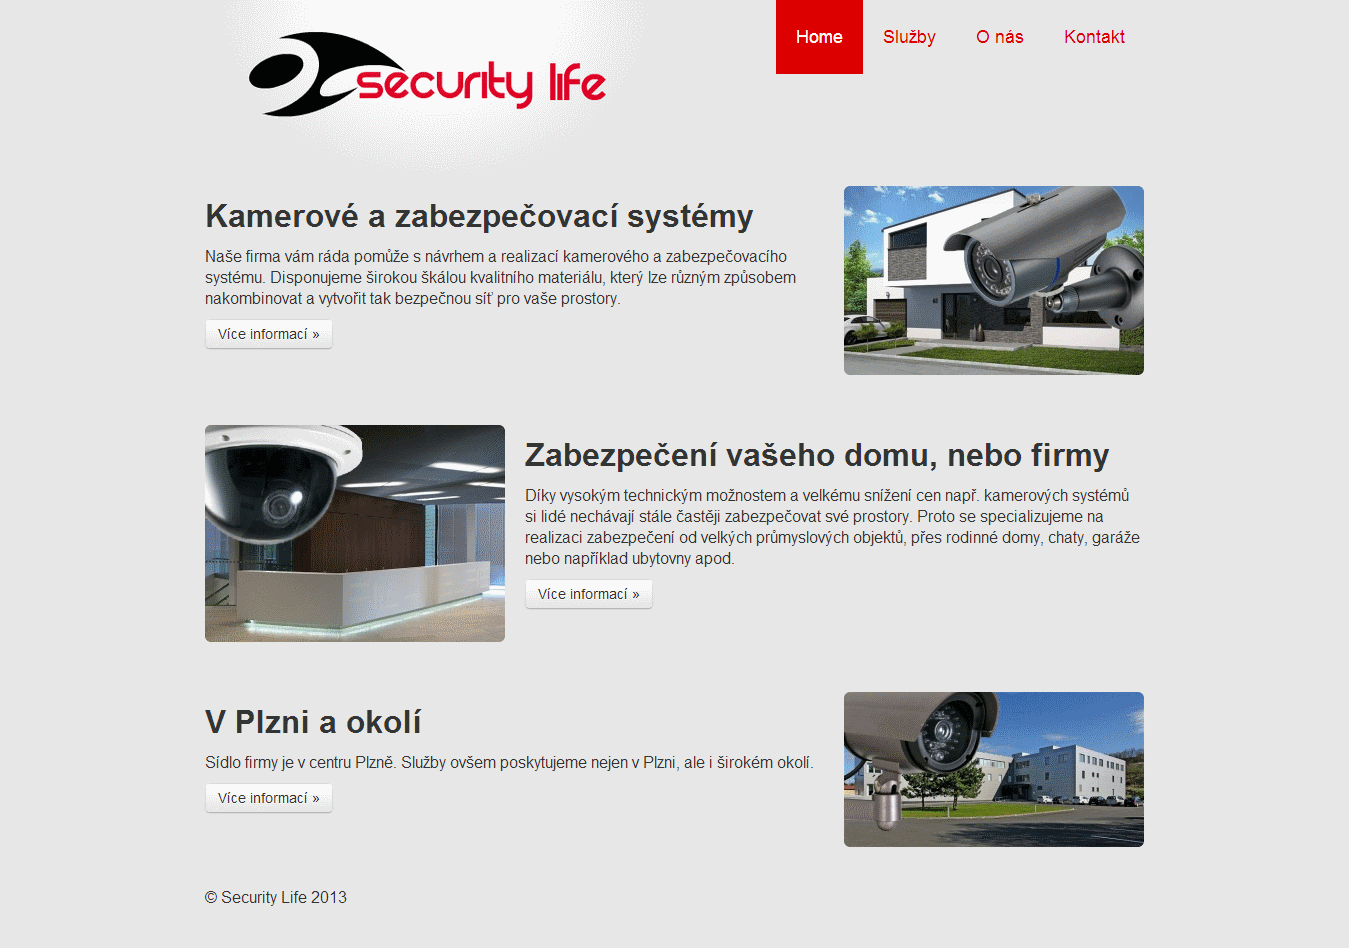 security life
Home
Služby
O nás
Kontakt
Kamerové a zabezpečovací systémy
Naše firma vám ráda pomůže s návrhem a realizací kamerového a zabezpečovacího
systému. Disponujeme širokou škálou kvalitního materiálu, který lze různým způsobem
nakombinovat a vytvořit tak bezpečnou síť pro vaše prostory.
Více informací »
Zabezpečení vašeho domu, nebo firmy
Díky vysokým technickým možnostem a velkému snížení cen např. kamerových systémů
si lidé nechávají stále častěji zabezpečovat své prostory. Proto se specializujeme na
realizaci zabezpečení od velkých průmyslových objektů, přes rodinné domy, chaty, garáže
nebo například ubytovny apod.
Více informací »
V Plzni a okolí
Sídlo firmy je v centru Plzně. Služby ovšem poskytujeme nejen v Plzni, ale i širokém okolí.
Více informací »
© Security Life 2013